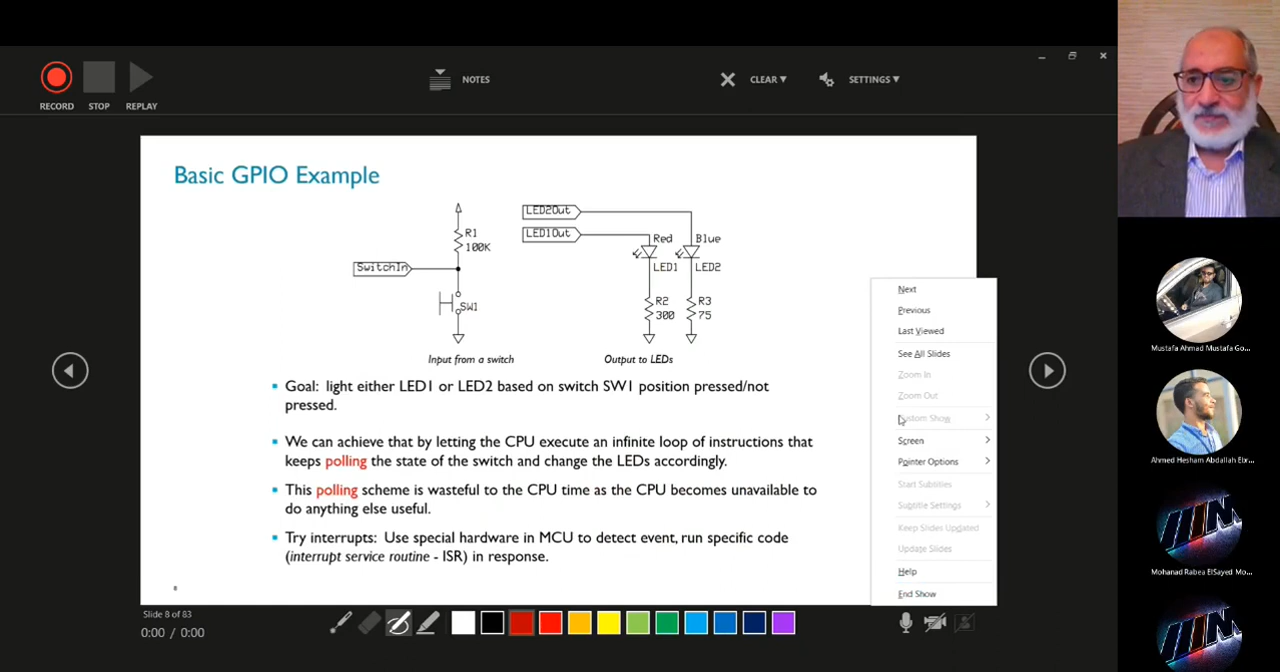 NOTES
CLEAR
SETTINGS
RECORD
STOP
REPLAY
Basic GPIO Example
LED2Out
LED1Out
R1
100K
Red
Blue
SwitchIn
LED1
LED2
SW1
R2
300
R3
75
Input from a switch
Output to LEDs
Goal: light either LED1 or LED2 based on switch SW1 position pressed/not
pressed.
We can achieve that by letting the CPU execute an infinite loop of instructions that
keeps polling the state of the switch and change the LEDs accordingly.
This polling scheme is wasteful to the CPU time as the CPU becomes unavailable to
do anything else useful.
Try interrupts: Use special hardware in MCU to detect event, run specific code
(interrupt service routine - ISR) in response.
8
Next
Previous
Last Viewed
See All Slides
Zoom In
Zoom Out
Custom Show
Screen
Pointer Options
Start Subtitles
Subtitle Settings
Keep Slides Updated
Update Slides
Help
End Show
Slide 8 of 83
0:00 / 0:00
Mustafa Ahmad Mustafa Go...
Ahmed Hesham Abdallah Ebr...
Mohanad Rabea ElSayed Mo...